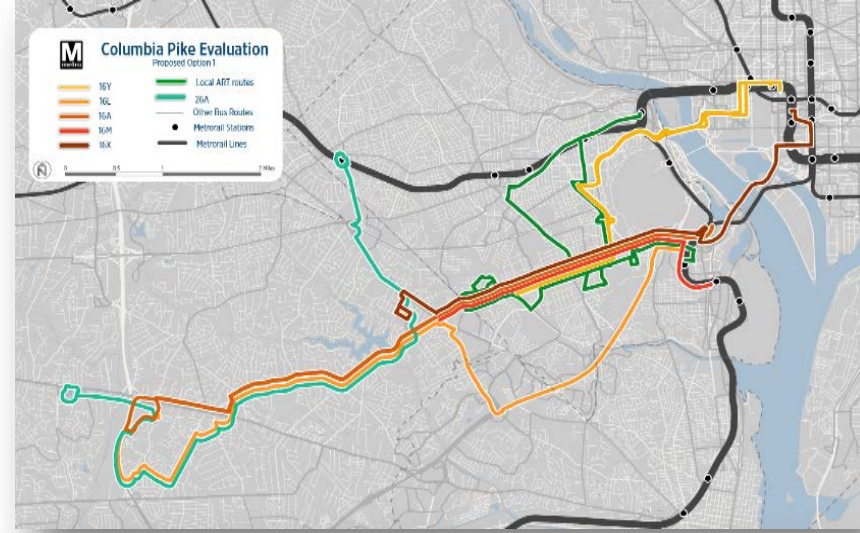 M
metro
Columbia Pike Evaluation
Proposed Option 1
16Y
16L
16A
16M
16X
Local ART routes
26A
Other Bus Routes
Metrorail Stations
Metrorail Lines
N
0 0.5 1 2 Miles